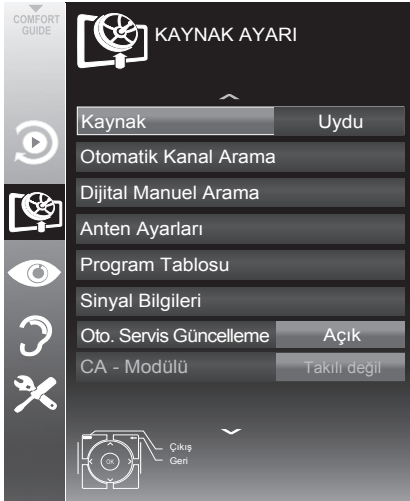 COMFORT
GUIDE
KAYNAK AYARI
Kaynak Uydu
Otomatik Kanal Arama
Dijital Manuel Arama
Anten Ayarları
Program Tablosu
Sinyal Bilgileri
Oto. Servis Güncelleme Açık
CA - Modülü Takılı değil
Çıkış
Geri
OK